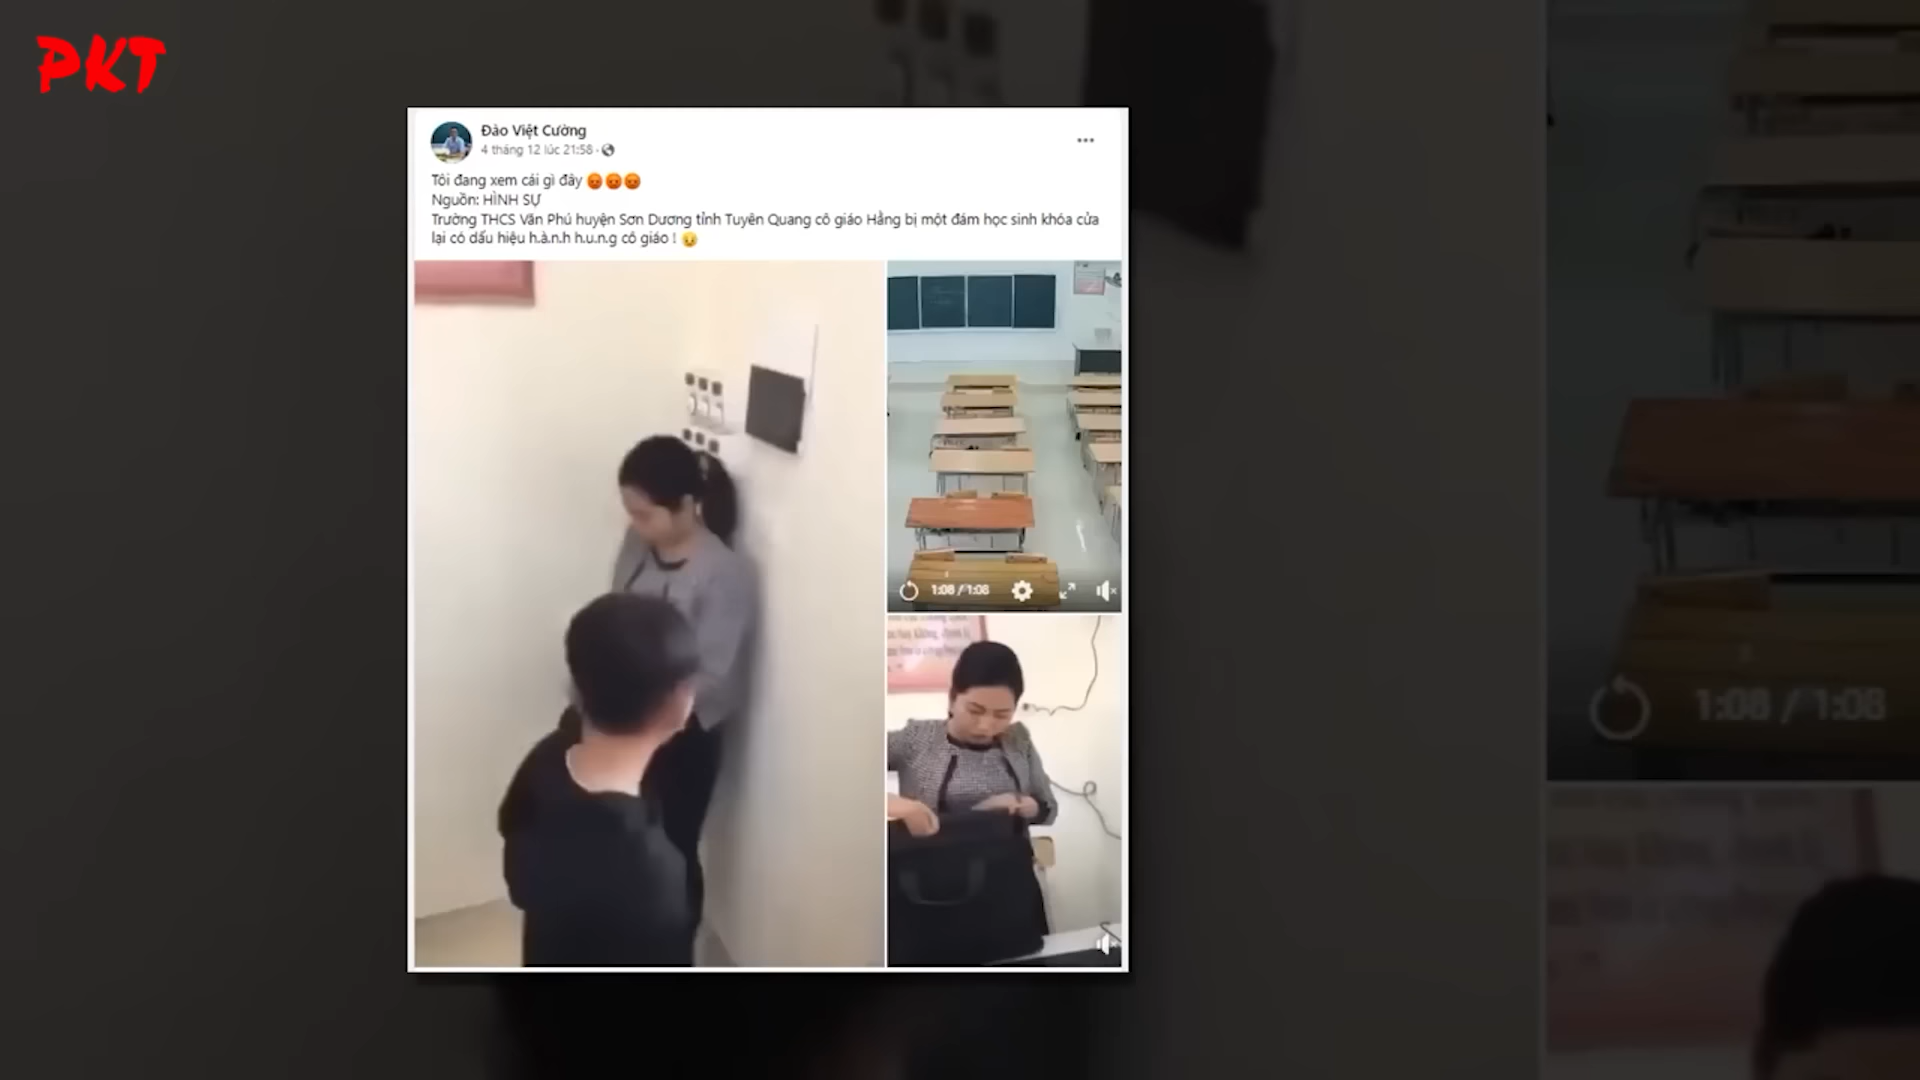 PKT
Đào Việt Cường
4 tháng 12 lúc 21:58 ·
Tôi đang xem cái gì đây 😡😡😡
Nguồn: HÌNH SỰ
Trường THCS Văn Phú huyện Sơn Dương tỉnh Tuyên Quang cô giáo Hằng bị một đám học sinh khóa cửa
lại có dấu hiệu h.à.n.h h.u.n.g cô giáo ! 😥
1:08 / 1:08
1:08 / 1:08